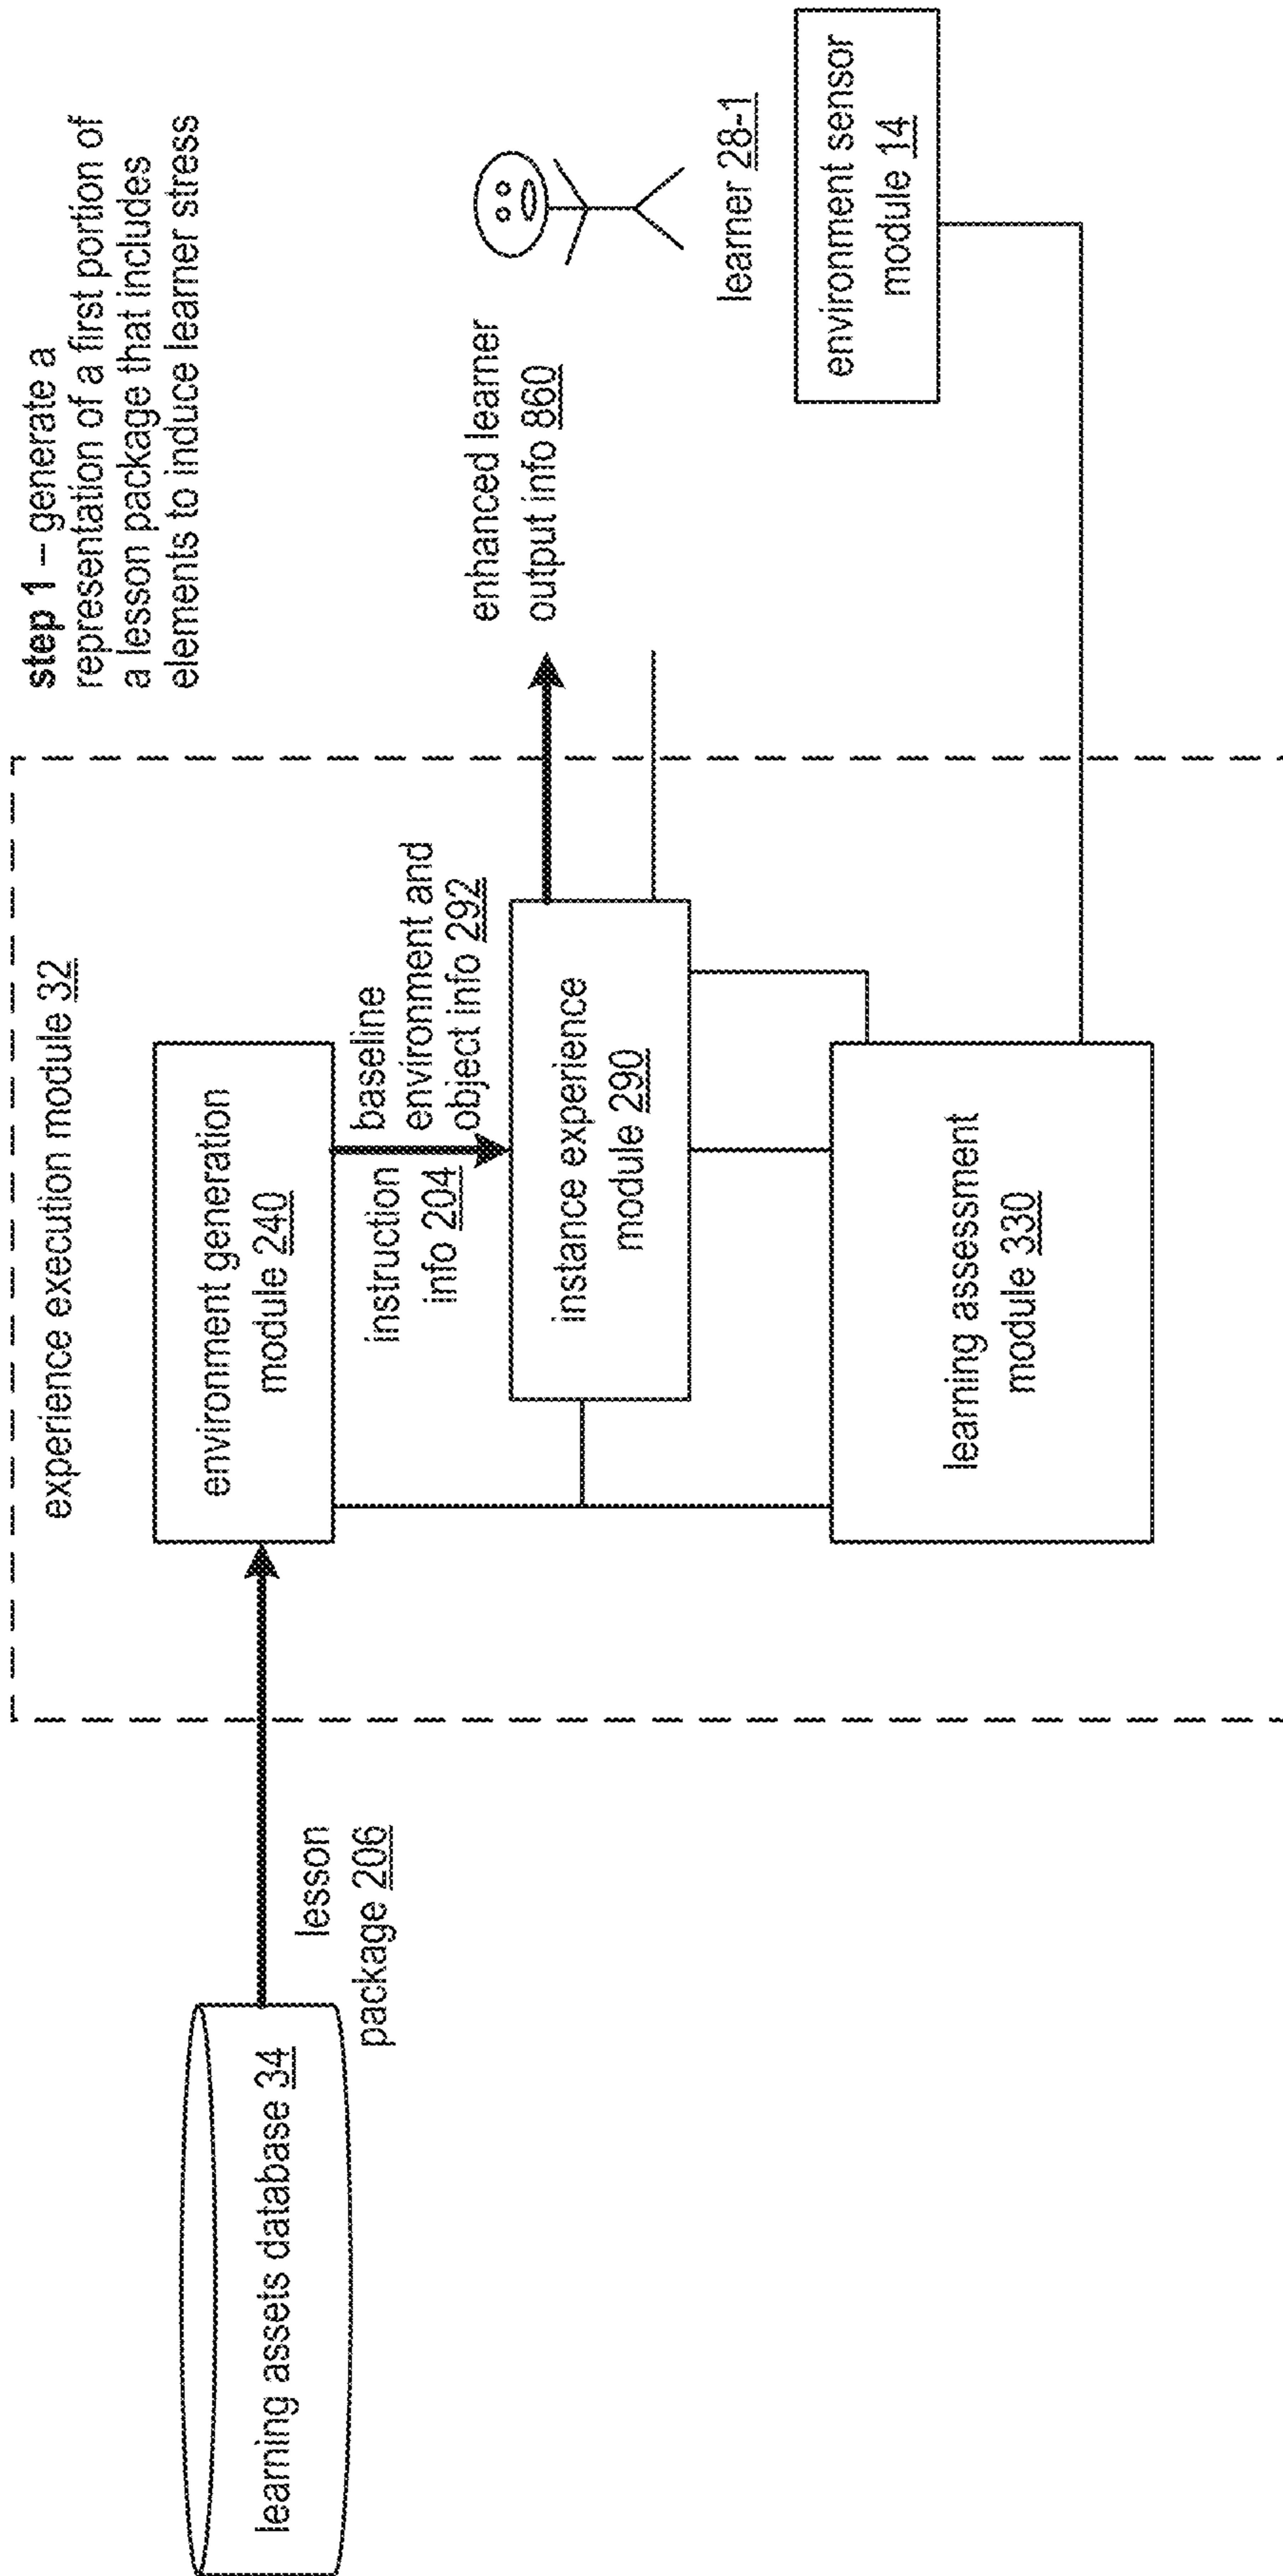 step 1 – generate a
representation of a first portion of
a lesson package that includes
elements to induce learner stress
experience execution module 32
learning assets database 34
lesson
package 206
environment generation
module 240
instruction
info 204
baseline
environment and
object info 292
instance experience
module 290
enhanced learner
output info 860
learner 28-1
learning assessment
module 330
environment sensor
module 14